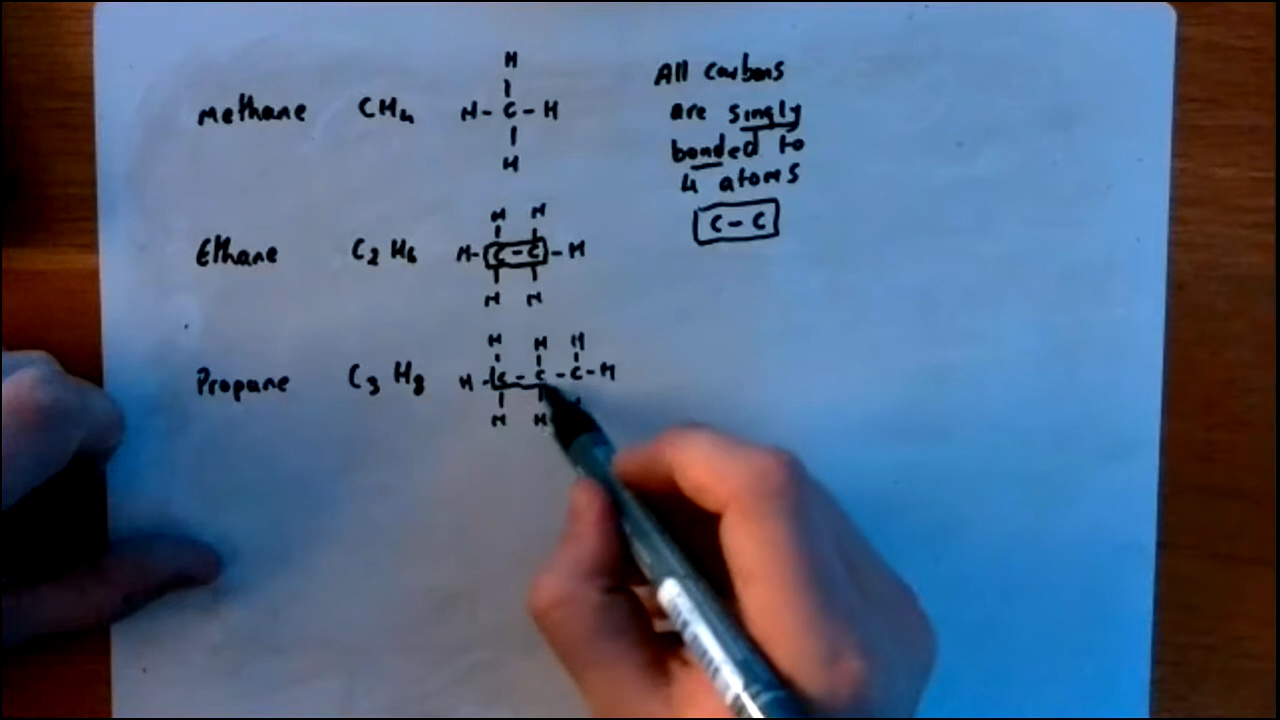 H
Methane CH₄ H-C-H
H
H H
Ethane C₂H₆ H-C-C-H
H H
H H H
Propane C₃H₈ H-C-C-C-H
H H
All carbons
are singly
bonded to
4 atoms
C-C